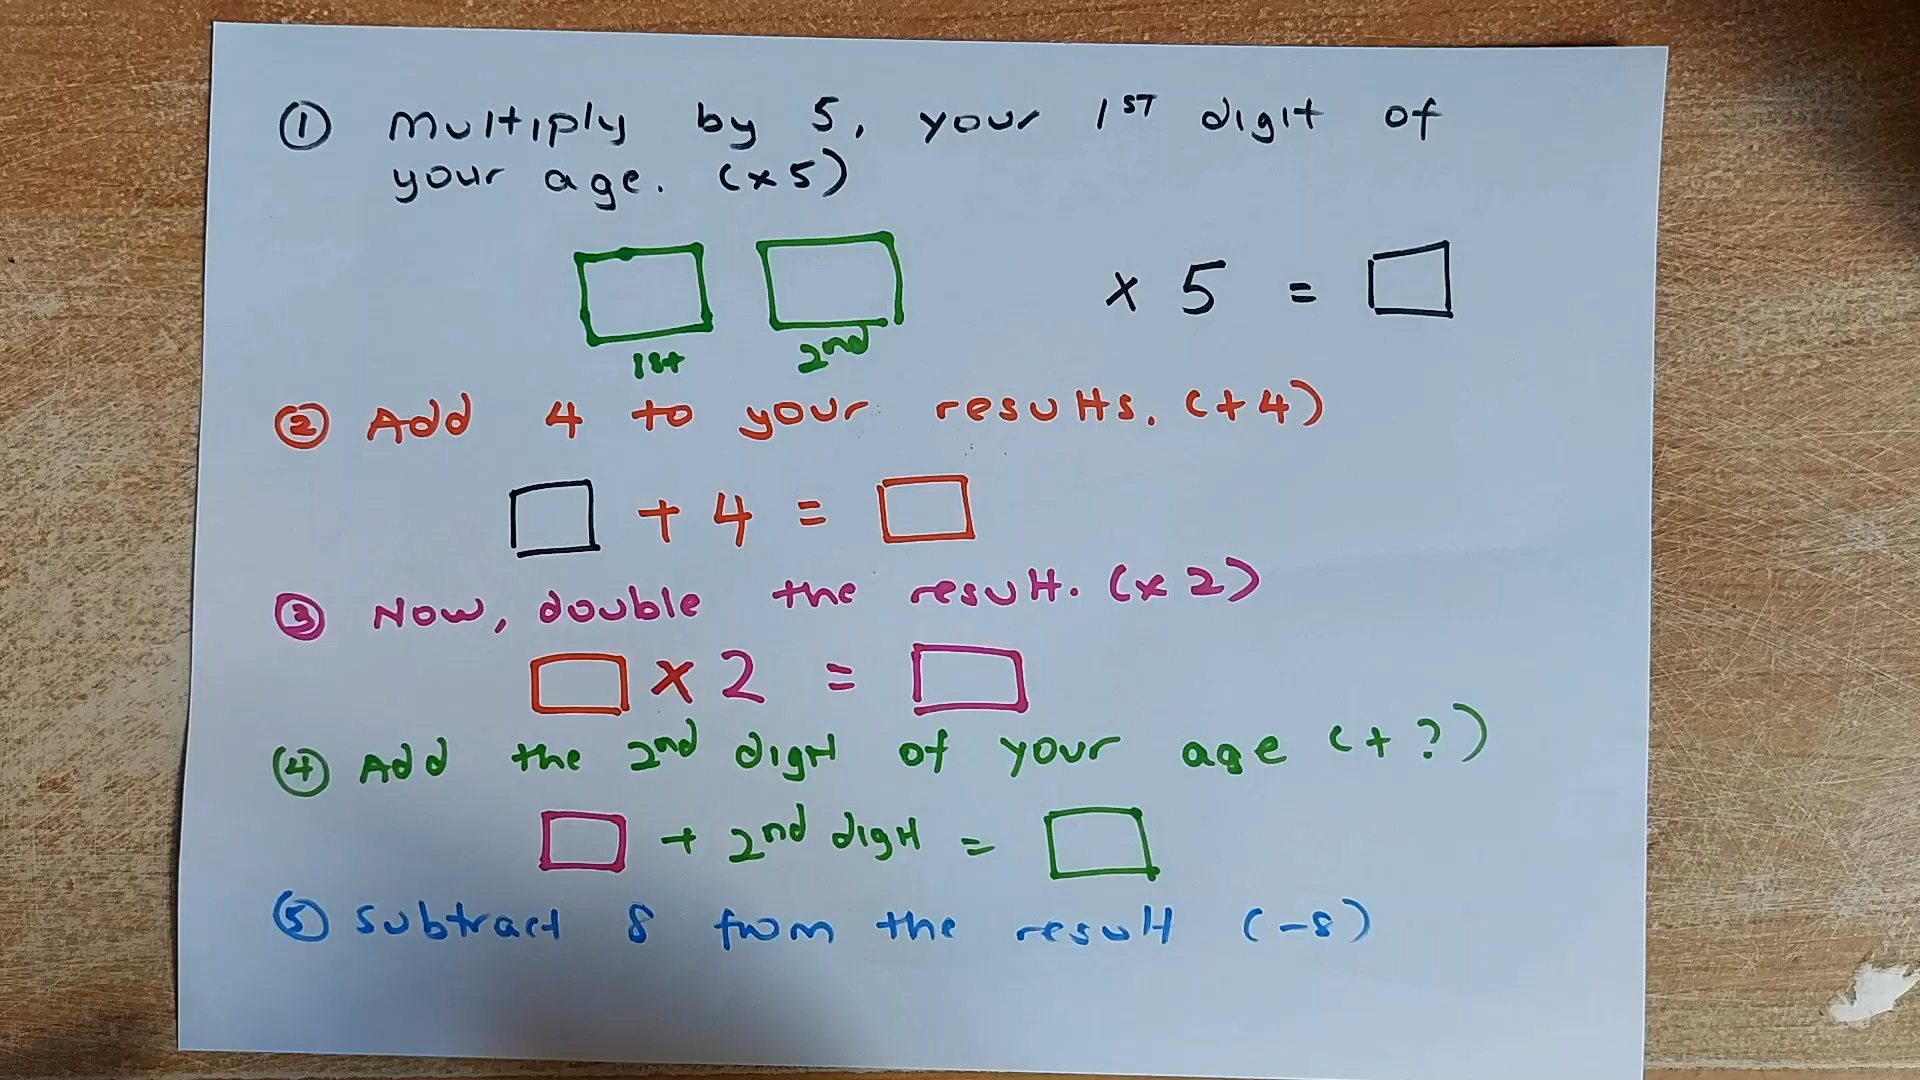 ① Multiply by 5, your 1ST digit of
your age. (x5)
x 5 =
1st 2nd
② Add 4 to your results. (+4)
+ 4 =
③ Now, double the result. (x2)
x 2 =
④ Add the 2nd digit of your age (+?)
+ 2nd digit =
⑤ Subtract 8 from the result (-8)